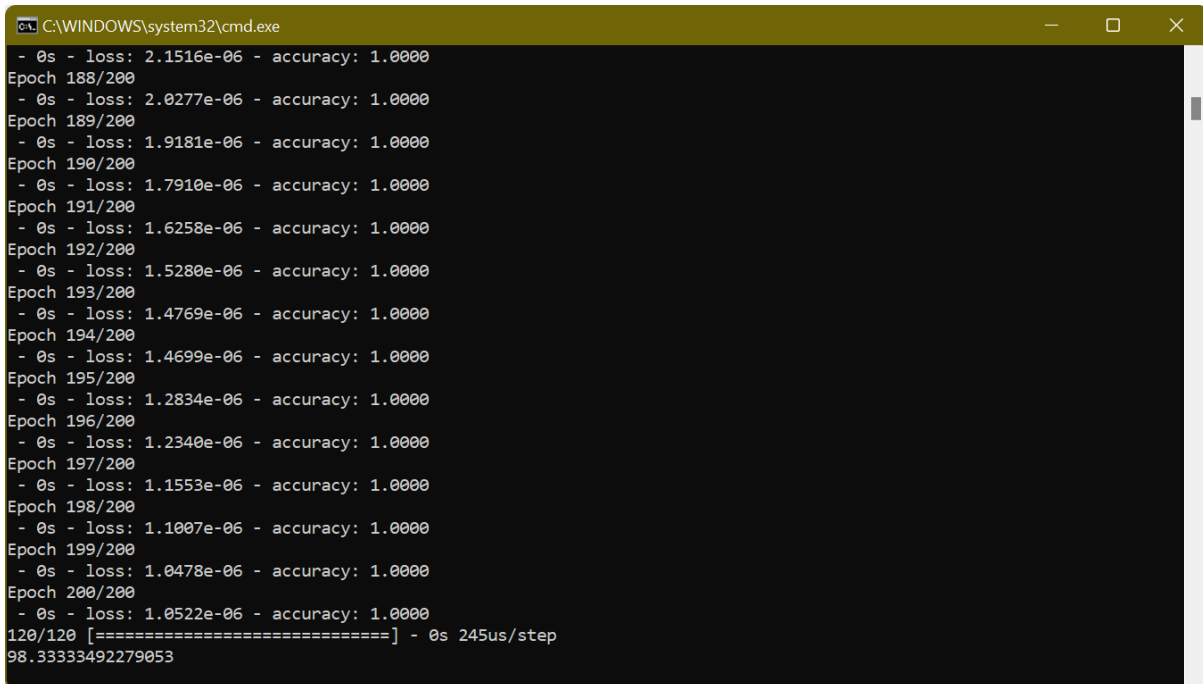 C:\WINDOWS\system32\cmd.exe
- 0s - loss: 2.1516e-06 - accuracy: 1.0000
Epoch 188/200
- 0s - loss: 2.0277e-06 - accuracy: 1.0000
Epoch 189/200
- 0s - loss: 1.9181e-06 - accuracy: 1.0000
Epoch 190/200
- 0s - loss: 1.7910e-06 - accuracy: 1.0000
Epoch 191/200
- 0s - loss: 1.6258e-06 - accuracy: 1.0000
Epoch 192/200
- 0s - loss: 1.5280e-06 - accuracy: 1.0000
Epoch 193/200
- 0s - loss: 1.4769e-06 - accuracy: 1.0000
Epoch 194/200
- 0s - loss: 1.4699e-06 - accuracy: 1.0000
Epoch 195/200
- 0s - loss: 1.2834e-06 - accuracy: 1.0000
Epoch 196/200
- 0s - loss: 1.2340e-06 - accuracy: 1.0000
Epoch 197/200
- 0s - loss: 1.1553e-06 - accuracy: 1.0000
Epoch 198/200
- 0s - loss: 1.1007e-06 - accuracy: 1.0000
Epoch 199/200
- 0s - loss: 1.0478e-06 - accuracy: 1.0000
Epoch 200/200
- 0s - loss: 1.0522e-06 - accuracy: 1.0000
120/120 [==============================] - 0s 245us/step
98.33333492279053